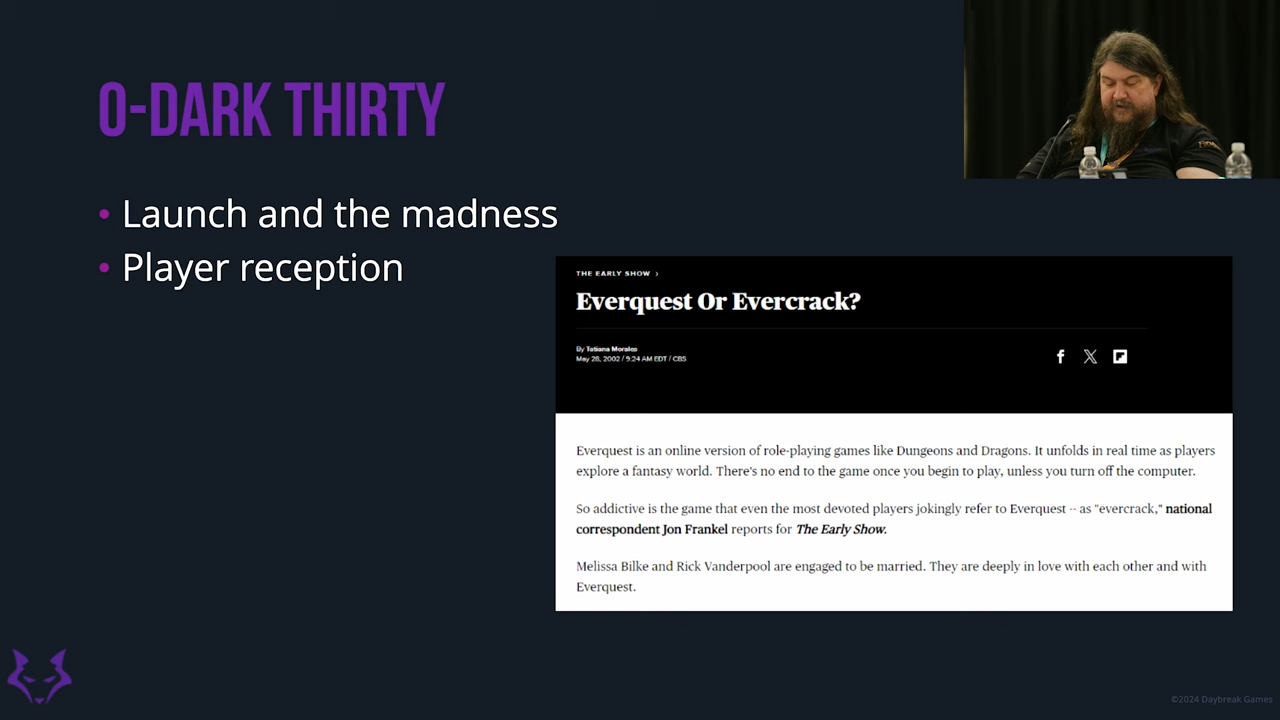 0-DARK THIRTY
• Launch and the madness
• Player reception
THE EARLY SHOW ›
Everquest Or Evercrack?
By Tatiana Morales
May 28, 2002 / 9:24 AM EDT / CBS
Everquest is an online version of role-playing games like Dungeons and Dragons. It unfolds in real time as players
explore a fantasy world. There's no end to the game once you begin to play, unless you turn off the computer.
So addictive is the game that even the most devoted players jokingly refer to Everquest -- as "evercrack," national
correspondent Jon Frankel reports for The Early Show.
Melissa Bilke and Rick Vanderpool are engaged to be married. They are deeply in love with each other and with
Everquest.
©2024 Daybreak Games